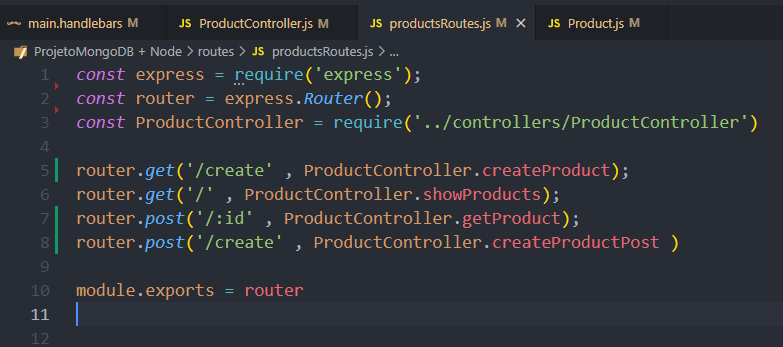 main.handlebars M JS ProductController.js M JS productsRoutes.js M × JS Product.js M
ProjetoMongoDB + Node > routes > JS productsRoutes.js > ...
1 const express = require('express');
2 const router = express.Router();
3 const ProductController = require('../controllers/ProductController')
4
5 router.get('/create' , ProductController.createProduct);
6 router.get('/' , ProductController.showProducts);
7 router.post('/:id' , ProductController.getProduct);
8 router.post('/create' , ProductController.createProductPost )
9
10 module.exports = router
11
12